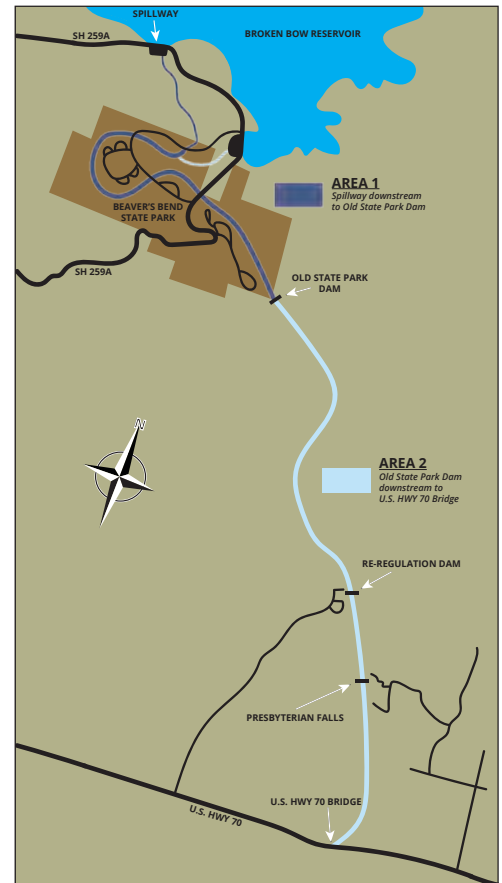 SPILLWAY
SH 259A
BROKEN BOW RESERVOIR
AREA 1
Spillway downstream
to Old State Park Dam
BEAVER'S BEND
STATE PARK
SH 259A
OLD STATE PARK
DAM
N
AREA 2
Old State Park Dam
downstream to
U.S. HWY 70 Bridge
RE-REGULATION DAM
PRESBYTERIAN FALLS
U.S. HWY 70 BRIDGE
U.S. HWY 70